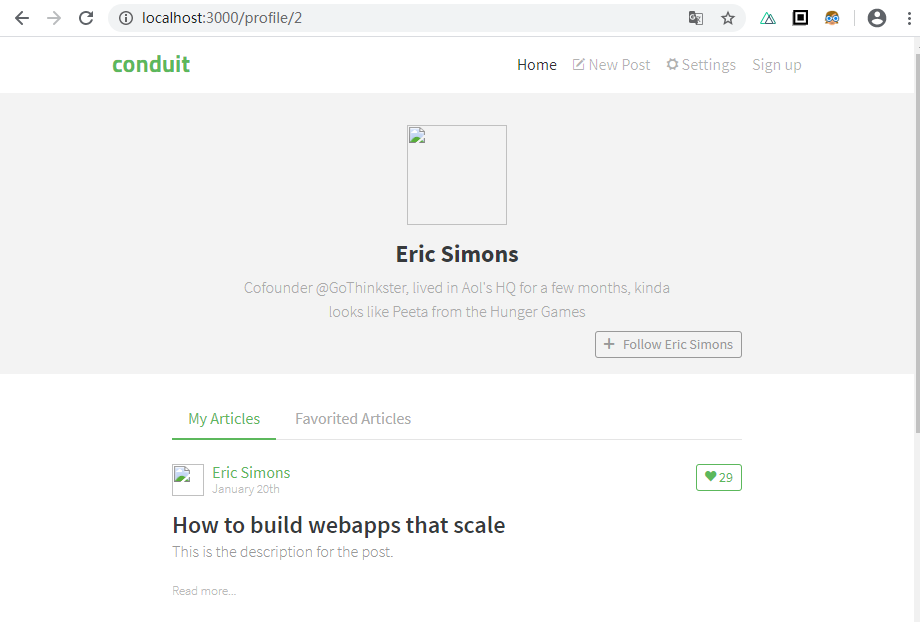 localhost:3000/profile/2
conduit
Home New Post Settings Sign up
Eric Simons
Cofounder @GoThinkster, lived in Aol's HQ for a few months, kinda
looks like Peeta from the Hunger Games
+ Follow Eric Simons
My Articles Favorited Articles
Eric Simons
January 20th
29
How to build webapps that scale
This is the description for the post.
Read more...